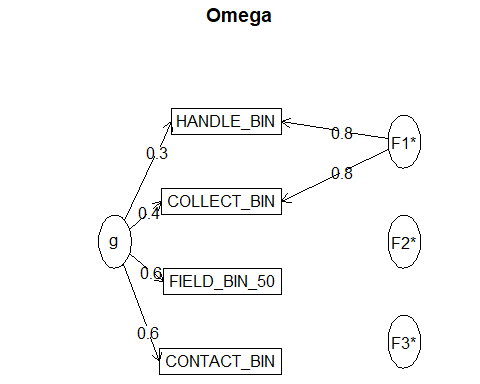 Omega
HANDLE_BIN
0.8
F1*
0.3
0.8
COLLECT_BIN
0.4
g
F2*
0.6
FIELD_BIN_50
0.6
F3*
CONTACT_BIN